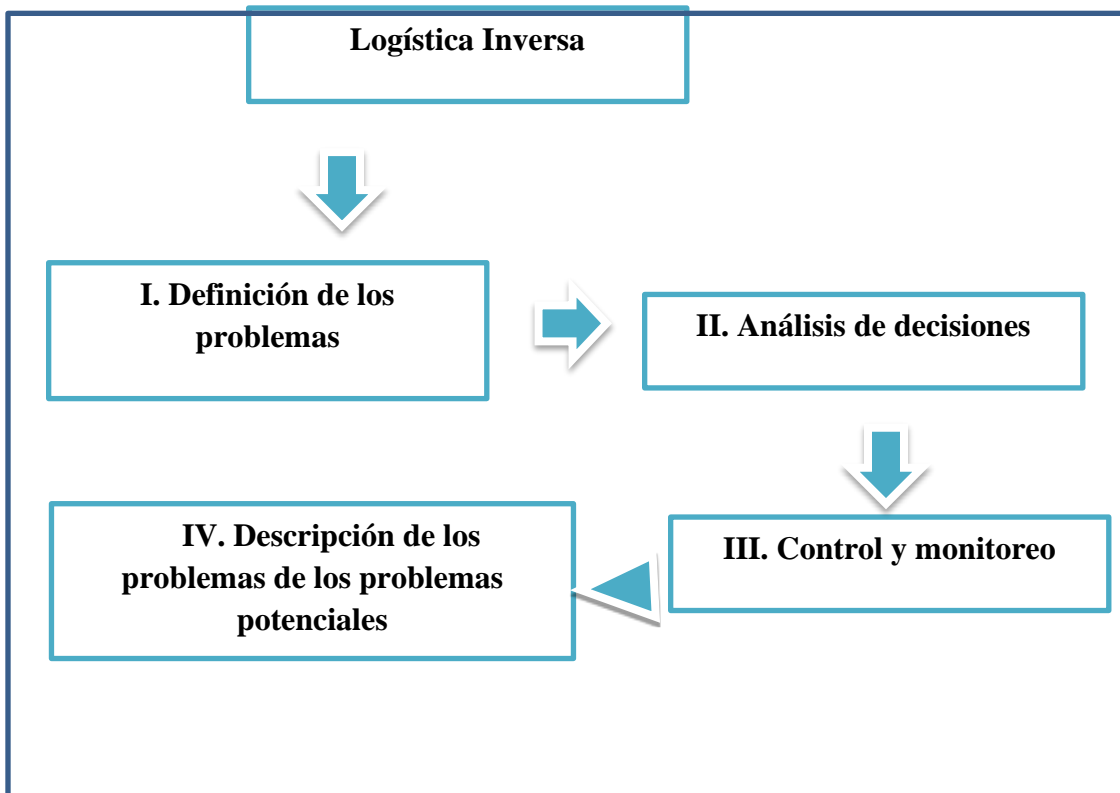 Logística Inversa
I. Definición de los
problemas
II. Análisis de decisiones
III. Control y monitoreo
IV. Descripción de los
problemas de los problemas
potenciales